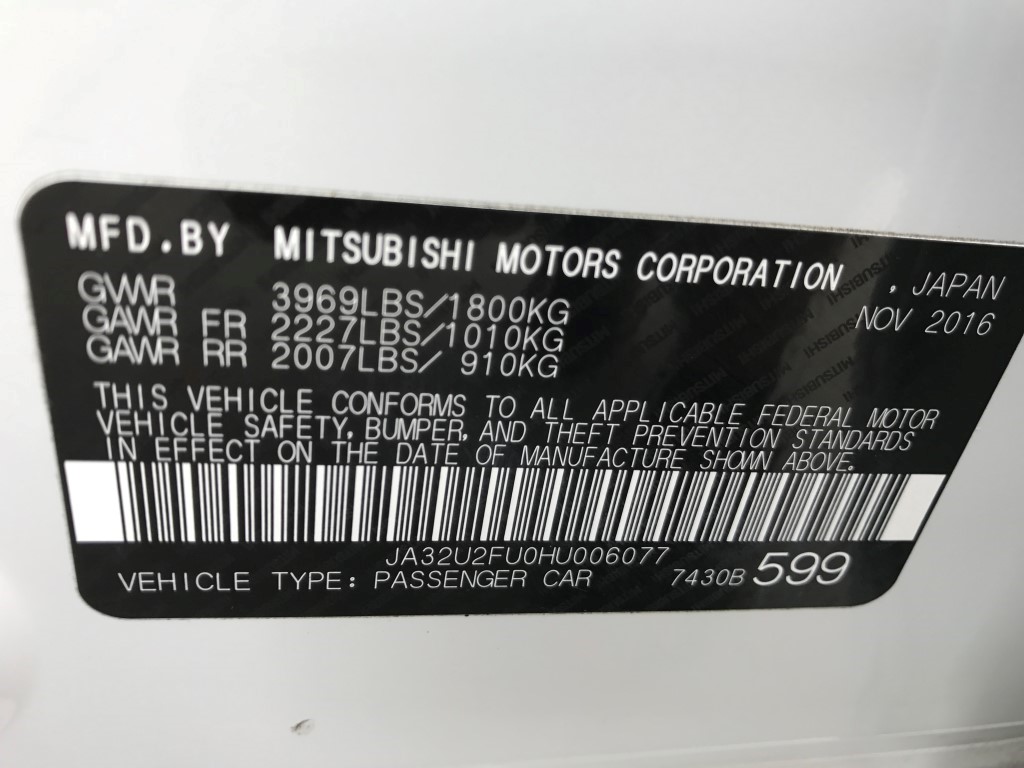 MFD.BY MITSUBISHI MOTORS CORPORATION , JAPAN
GVWR 3969LBS/1800KG NOV 2016
GAWR FR 2227LBS/1010KG
GAWR RR 2007LBS/ 910KG
THIS VEHICLE CONFORMS TO ALL APPLICABLE FEDERAL MOTOR
VEHICLE SAFETY, BUMPER, AND THEFT PREVENTION STANDARDS
IN EFFECT ON THE DATE OF MANUFACTURE SHOWN ABOVE.
JA32U2FU0HU006077
VEHICLE TYPE: PASSENGER CAR 7430B 599